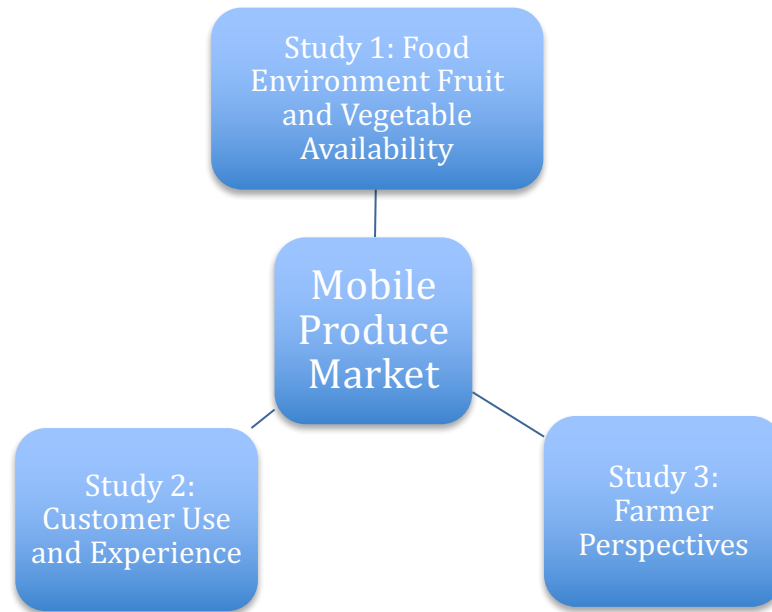 Study 1: Food
Environment Fruit
and Vegetable
Availability
Mobile
Produce
Market
Study 2:
Customer Use
and Experience
Study 3:
Farmer
Perspectives